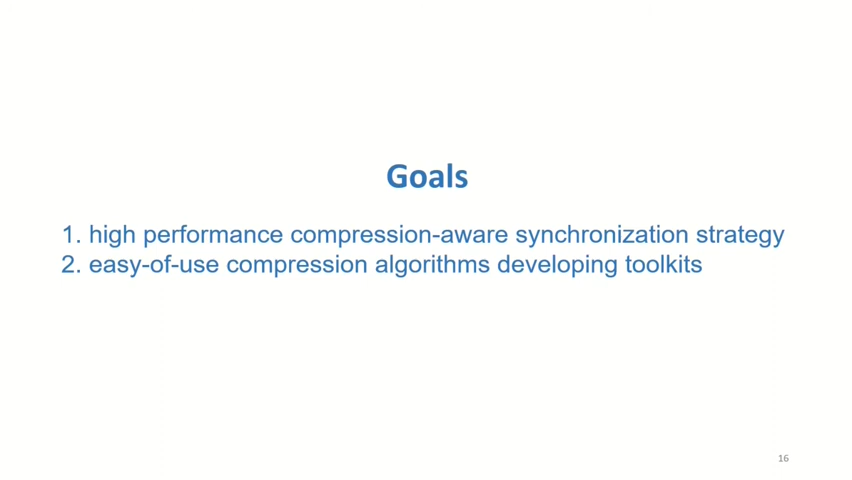 Goals
1. high performance compression-aware synchronization strategy
2. easy-of-use compression algorithms developing toolkits
16